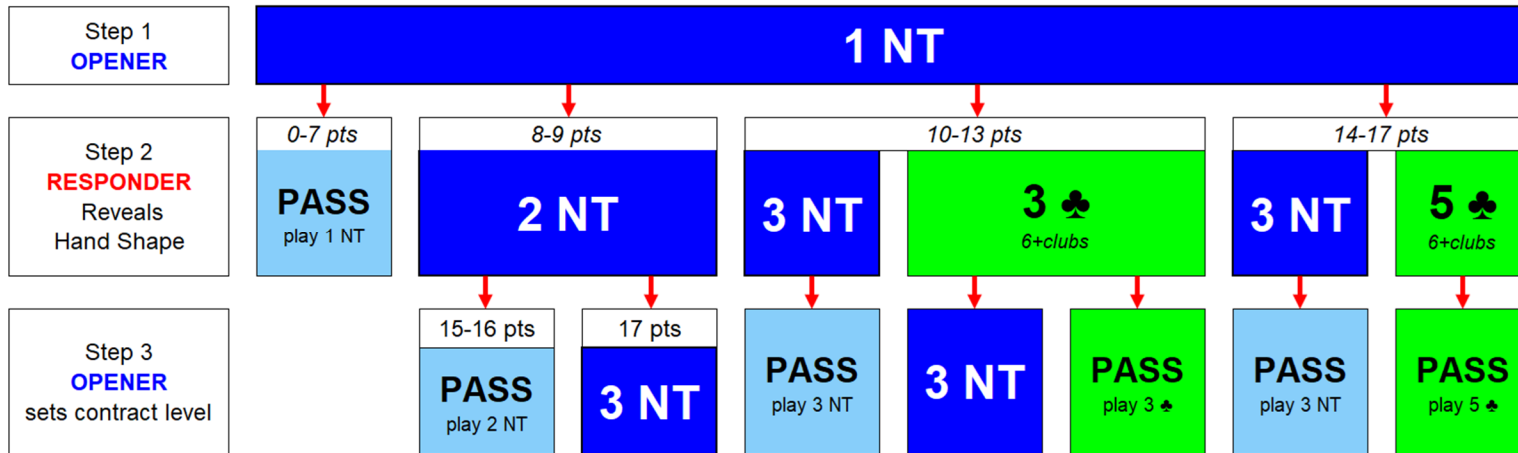 Step 1
OPENER
1 NT
Step 2
RESPONDER
Reveals
Hand Shape
0-7 pts
PASS
play 1 NT
8-9 pts
2 NT
10-13 pts
3 NT
3 ♣
6+clubs
14-17 pts
3 NT
5 ♣
6+clubs
Step 3
OPENER
sets contract level
15-16 pts
PASS
play 2 NT
17 pts
3 NT
PASS
play 3 NT
3 NT
PASS
play 3 ♣
PASS
play 3 NT
PASS
play 5 ♣